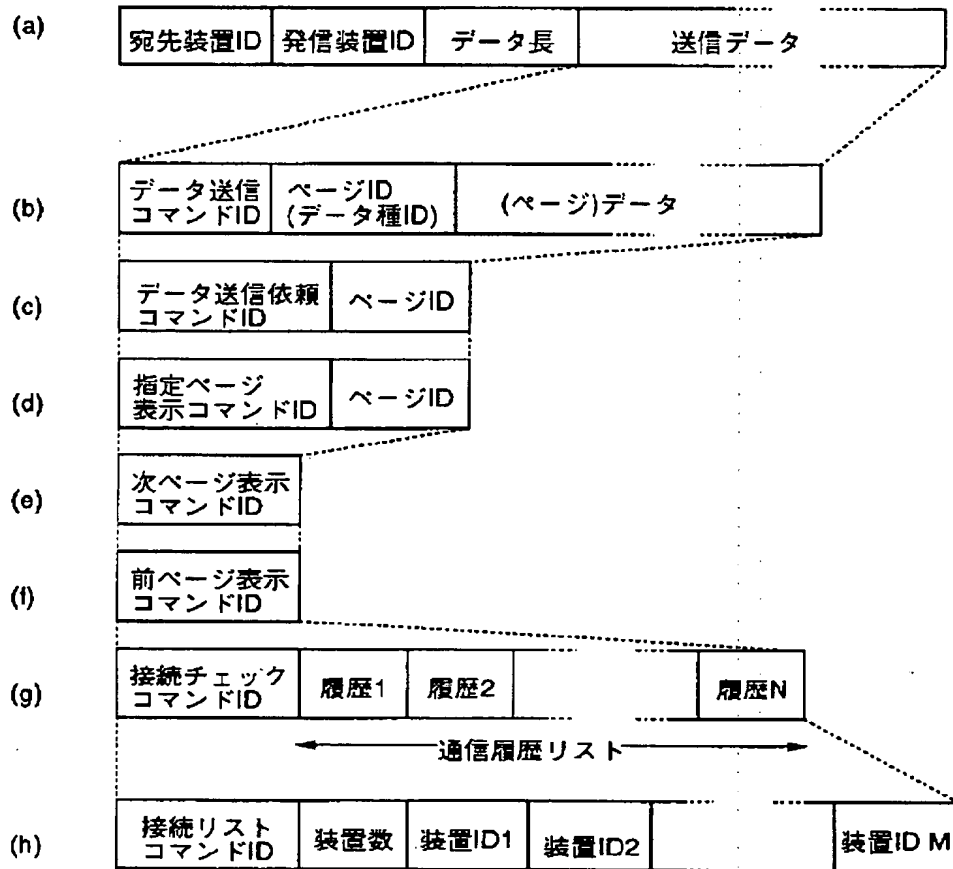 (a)
宛先装置ID 発信装置ID データ長 送信データ
(b)
データ送信
コマンドID
ページID
(データ種ID)
(ページ)データ
(c)
データ送信依頼
コマンドID
ページID
(d)
指定ページ
表示コマンドID
ページID
(e)
次ページ表示
コマンドID
(f)
前ページ表示
コマンドID
(g)
接続チェック
コマンドID
履歴1 履歴2 履歴N
通信履歴リスト
(h)
接続リスト
コマンドID
装置数 装置ID1 装置ID2 装置ID M